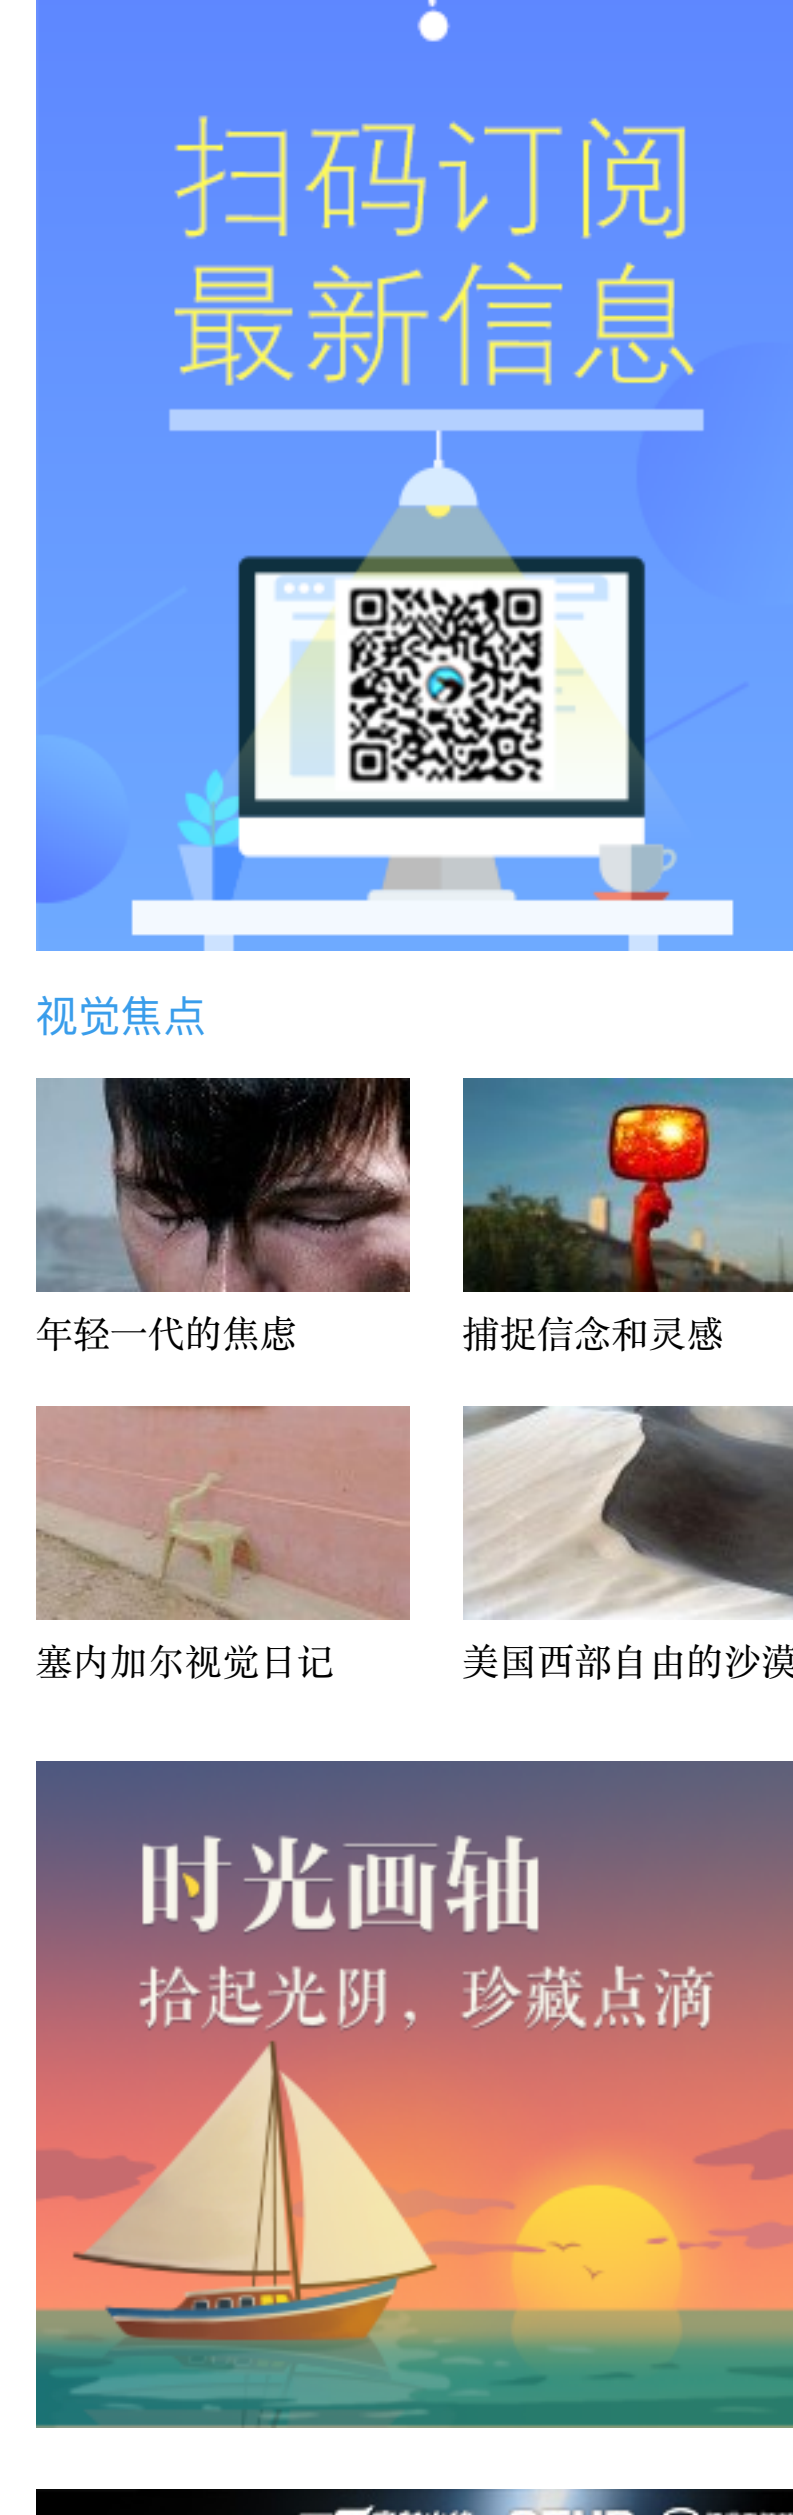 扫码订阅
最新信息
视觉焦点
年轻一代的焦虑
捕捉信念和灵感
塞内加尔视觉日记
美国西部自由的沙漠
时光画轴
拾起光阴，珍藏点滴